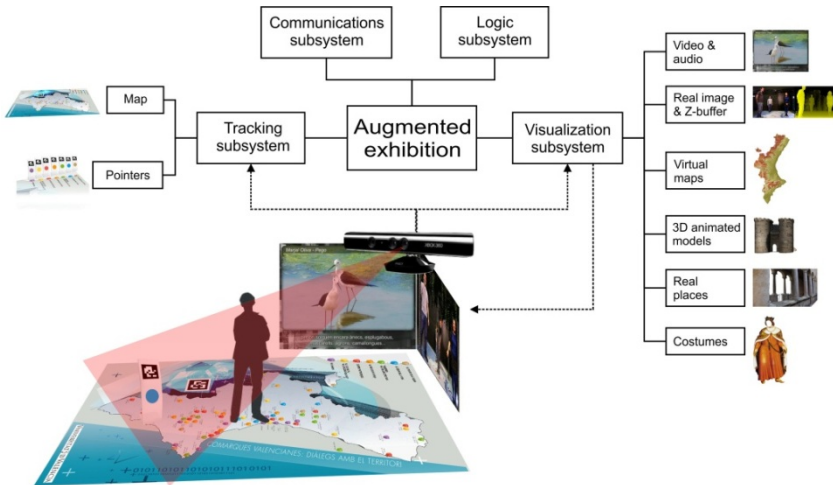 Communications
subsystem
Logic
subsystem
Map
Pointers
Tracking
subsystem
Augmented
exhibition
Visualization
subsystem
Video &
audio
Real image
& Z-buffer
Virtual
maps
3D animated
models
Real
places
Costumes
XBOX 360
COMARQUES VALENCIANES: DIÀLEGS AMB EL TERRITORI